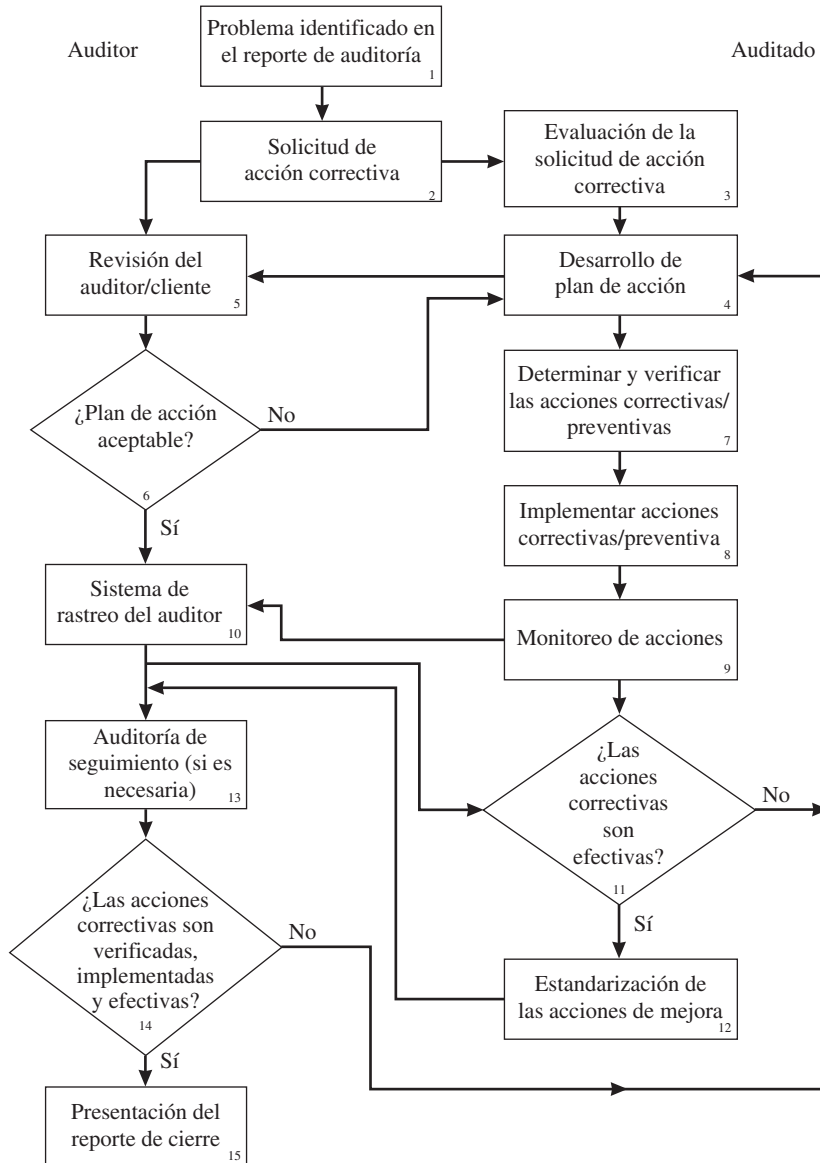 Auditor
Auditado
Problema identificado en
el reporte de auditoría
1
Solicitud de
acción correctiva
2
Evaluación de la
solicitud de acción
correctiva
3
Desarrollo de
plan de acción
4
Revisión del
auditor/cliente
5
¿Plan de acción
aceptable?
6
No
Sí
Determinar y verificar
las acciones correctivas/
preventivas
7
Implementar acciones
correctivas/preventiva
8
Monitoreo de acciones
9
Sistema de
rastreo del auditor
10
¿Las
acciones
correctivas
son
efectivas?
11
No
Sí
Estandarización de
las acciones de mejora
12
Auditoría de
seguimiento (si es
necesaria)
13
¿Las acciones
correctivas son
verificadas,
implementadas
y efectivas?
14
No
Sí
Presentación del
reporte de cierre
15